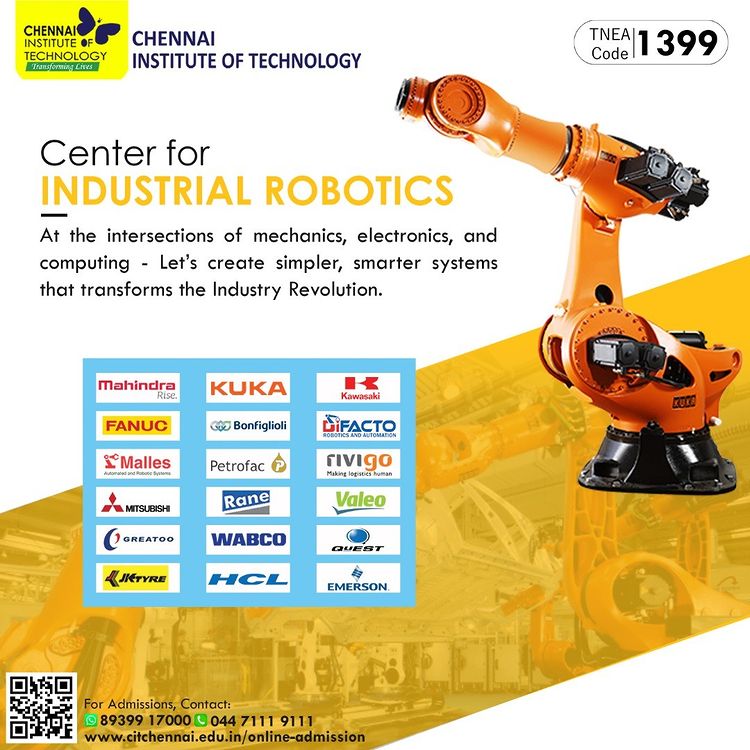 CHENNAI
INSTITUTE OF
TECHNOLOGY
Transforming Lives
CHENNAI
INSTITUTE OF TECHNOLOGY
TNEA
Code
1399
Center for
INDUSTRIAL ROBOTICS
At the intersections of mechanics, electronics, and
computing - Let's create simpler, smarter systems
that transforms the Industry Revolution.
KUKA
Mahindra
Rise.
KUKA
Kawasaki
FANUC
Bonfiglioli
DiFACTO
ROBOTICS AND AUTOMATION
Malles
Automated and Robotic Systems
Petrofac
rivigo
Making logistics human
MITSUBISHI
Rane
Valeo
GREATOO
WABCO
QUEST
JKTYRE
HCL
EMERSON
For Admissions, Contact:
89399 17000 044 7111 9111
www.citchennai.edu.in/online-admission